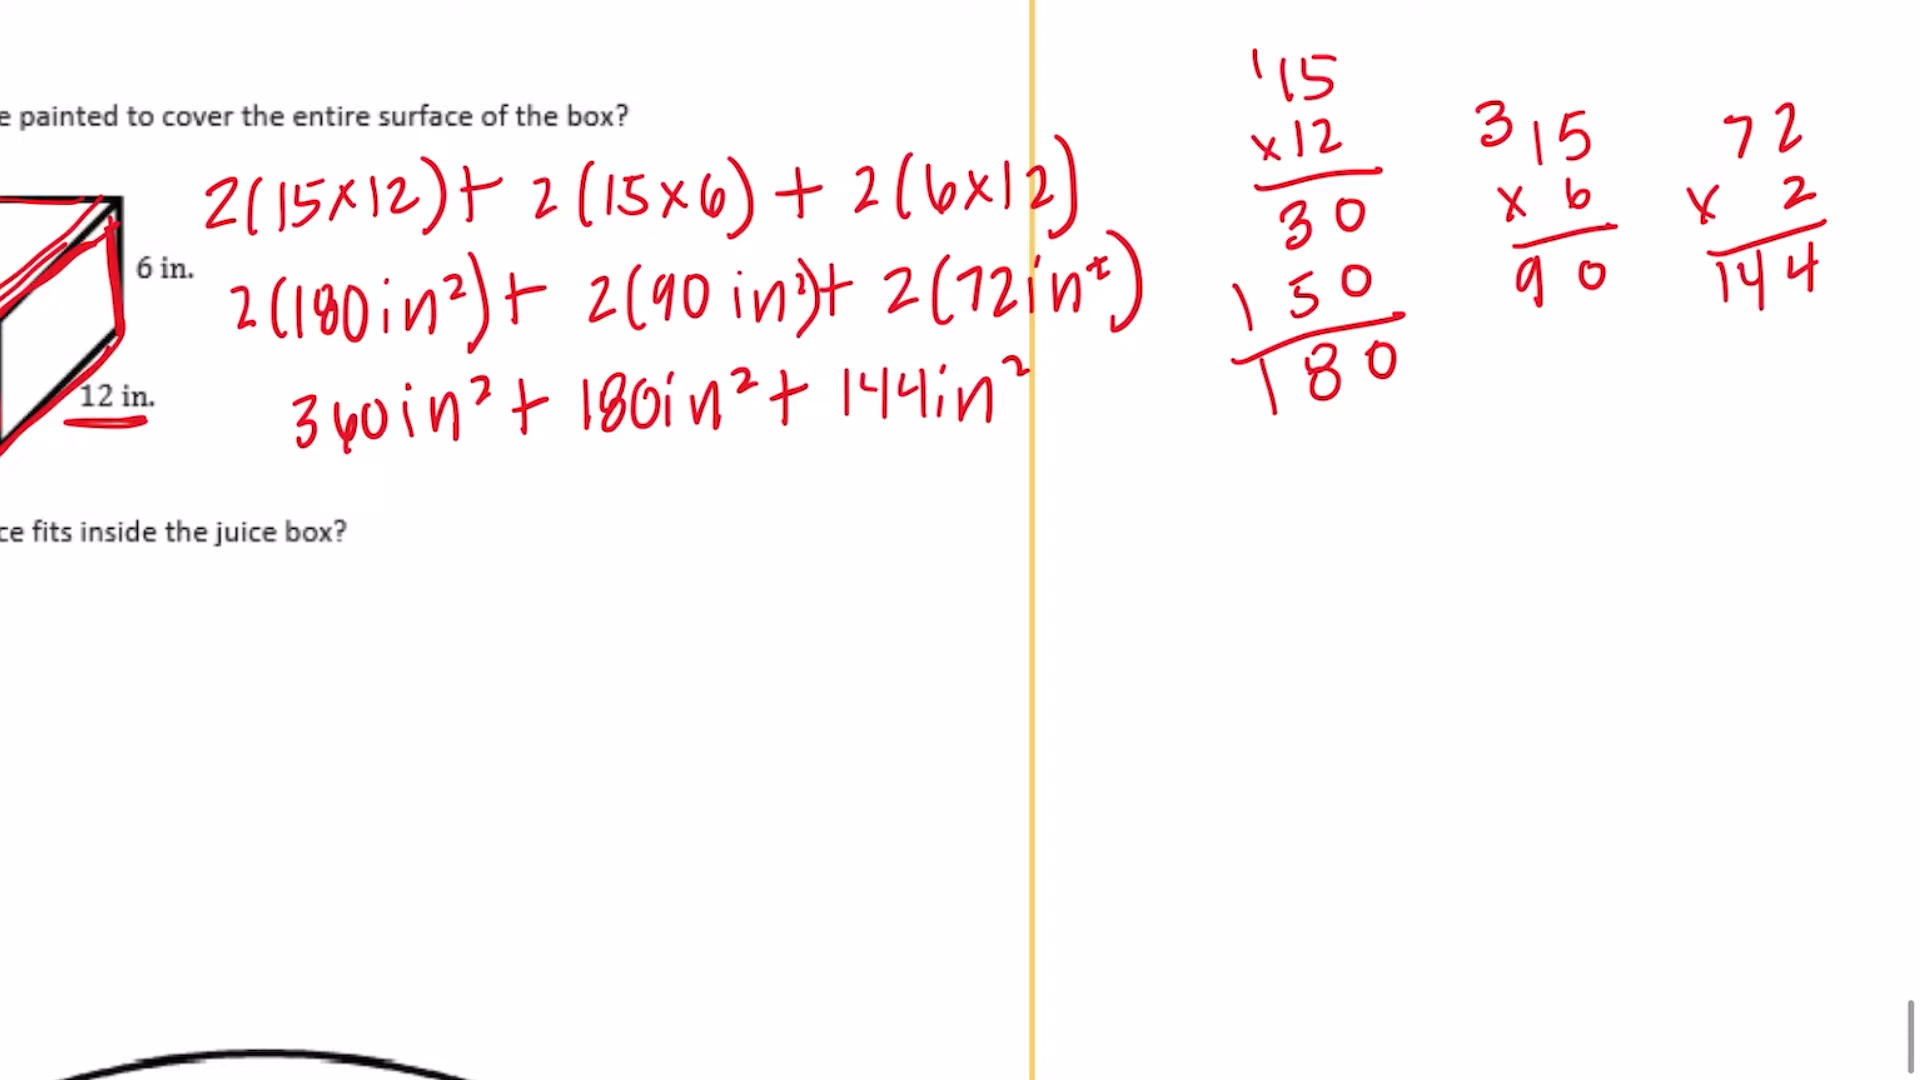 e painted to cover the entire surface of the box?
2(15×12)+ 2(15×6) + 2(6×12)
6 in.
2(180in²)+ 2(90 in²)+ 2(72in²)
12 in.
360in² + 180in² + 144in²
ce fits inside the juice box?
1 15
×12
30
150
180
3 15
× 6
90
72
× 2
144